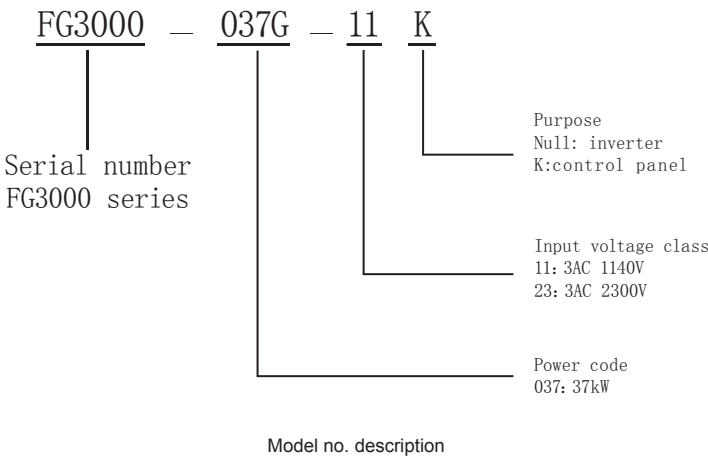 FG3000 — 037G — 11 K
Serial number
FG3000 series
Purpose
Null: inverter
K:control panel
Input voltage class
11: 3AC 1140V
23: 3AC 2300V
Power code
037: 37kW
Model no. description